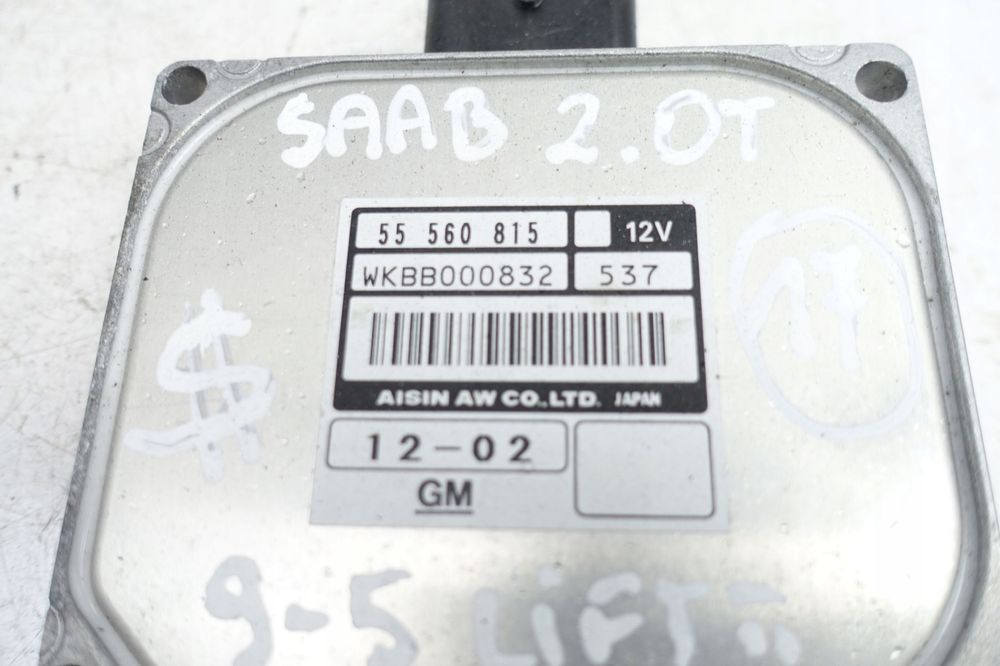 SAAB 2.0T
55 560 815 12V
WKBB000832 537
AISIN AW CO.,LTD. JAPAN
12-02
GM
$
17
9-5 LiFT